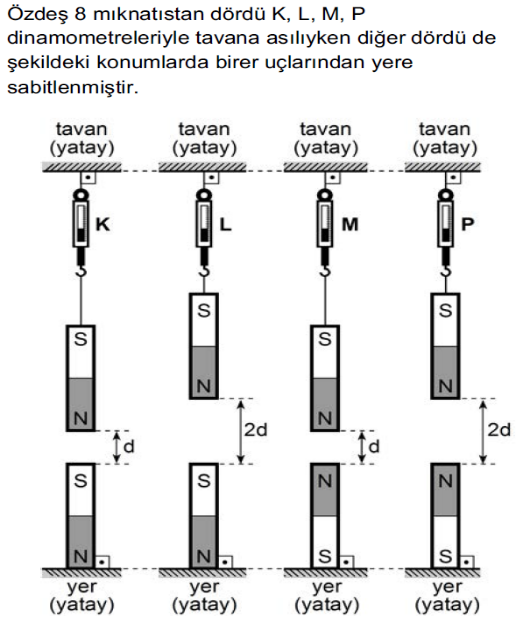 Özdeş 8 mıknatıstan dördü K, L, M, P
dinamometreleriyle tavana asılıyken diğer dördü de
şekildeki konumlarda birer uçlarından yere
sabitlenmiştir.
tavan tavan tavan tavan
(yatay) (yatay) (yatay) (yatay)
K L M P
S S
S S
N N
N N
d 2d d 2d
S S N N
N N S S
yer yer yer yer
(yatay) (yatay) (yatay) (yatay)